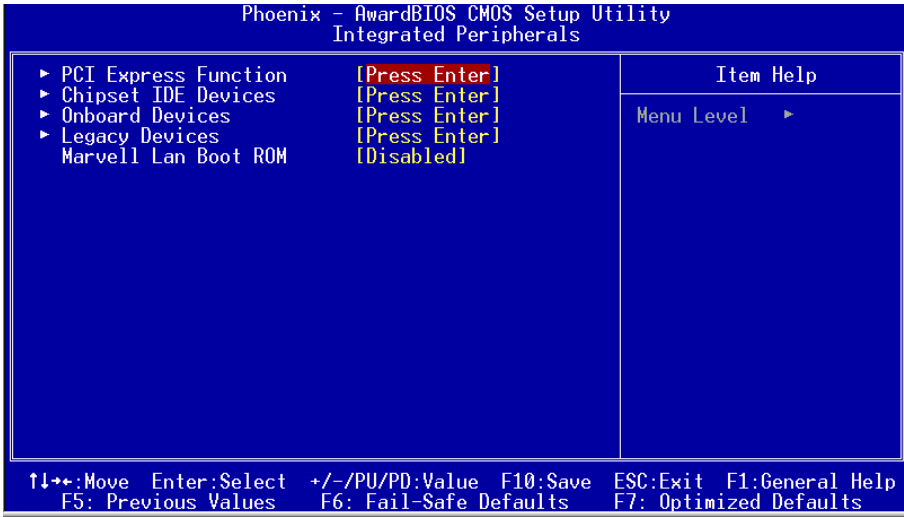 Phoenix - AwardBIOS CMOS Setup Utility
Integrated Peripherals
► PCI Express Function [Press Enter]
► Chipset IDE Devices [Press Enter]
► Onboard Devices [Press Enter]
► Legacy Devices [Press Enter]
Marvell Lan Boot ROM [Disabled]
Item Help
Menu Level ►
↑↓→←:Move Enter:Select +/-/PU/PD:Value F10:Save ESC:Exit F1:General Help
F5: Previous Values F6: Fail-Safe Defaults F7: Optimized Defaults